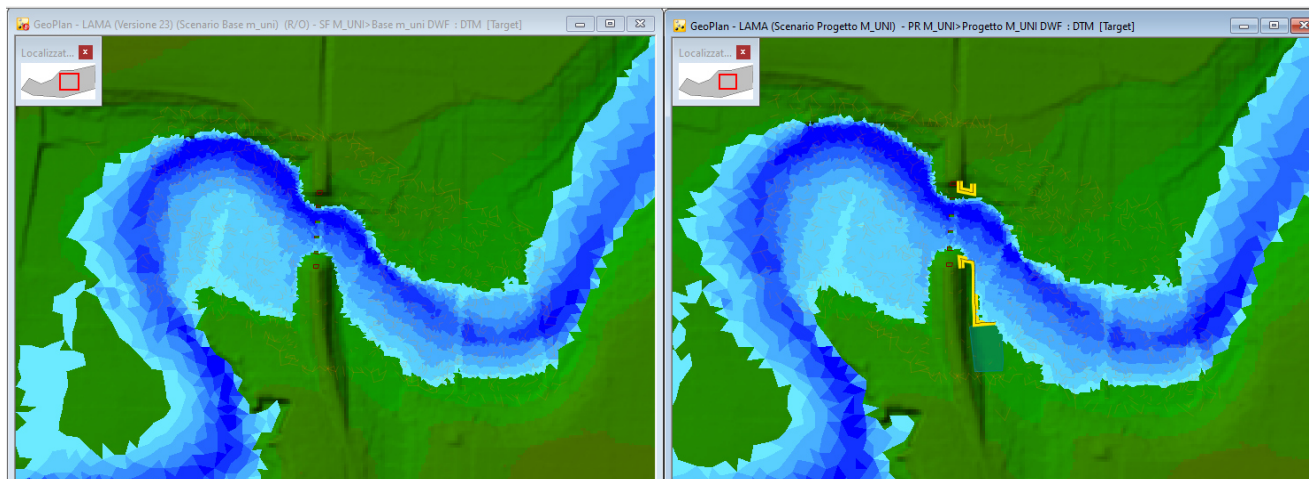 GeoPlan - LAMA (Versione 23) (Scenario Base m_uni) (R/O) - SF M_UNI>Base m_uni DWF : DTM [Target]
Localizzat...
GeoPlan - LAMA (Scenario Progetto M_UNI) - PR M_UNI>Progetto M_UNI DWF : DTM [Target]
Localizzat...